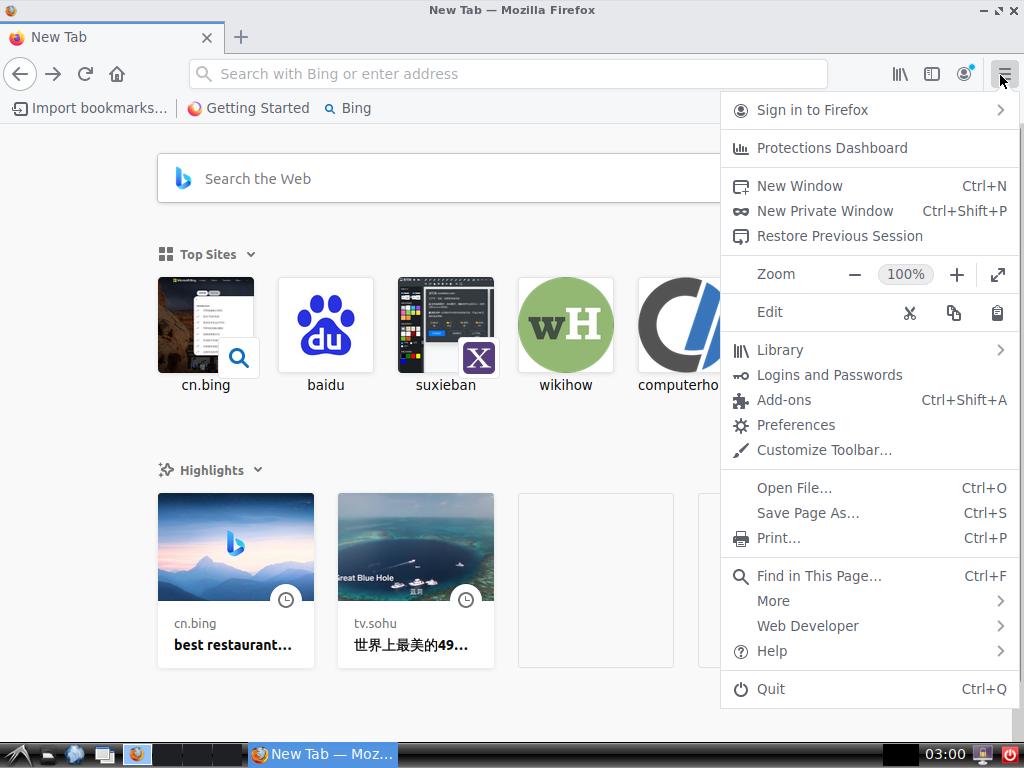 New Tab — Mozilla Firefox
New Tab
Search with Bing or enter address
Import bookmarks...
Getting Started
Bing
Sign in to Firefox
Protections Dashboard
New Window Ctrl+N
New Private Window Ctrl+Shift+P
Restore Previous Session
Zoom 100%
Edit
Library
Logins and Passwords
Add-ons Ctrl+Shift+A
Preferences
Customize Toolbar...
Open File... Ctrl+O
Save Page As... Ctrl+S
Print... Ctrl+P
Find in This Page... Ctrl+F
More
Web Developer
Help
Quit Ctrl+Q
Search the Web
Top Sites
du
X
wH
cn.bing
baidu
suxieban
wikihow
computerho
Highlights
Great Blue Hole
cn.bing
best restaurant...
tv.sohu
世界上最美的49...
New Tab — Moz...
03:00